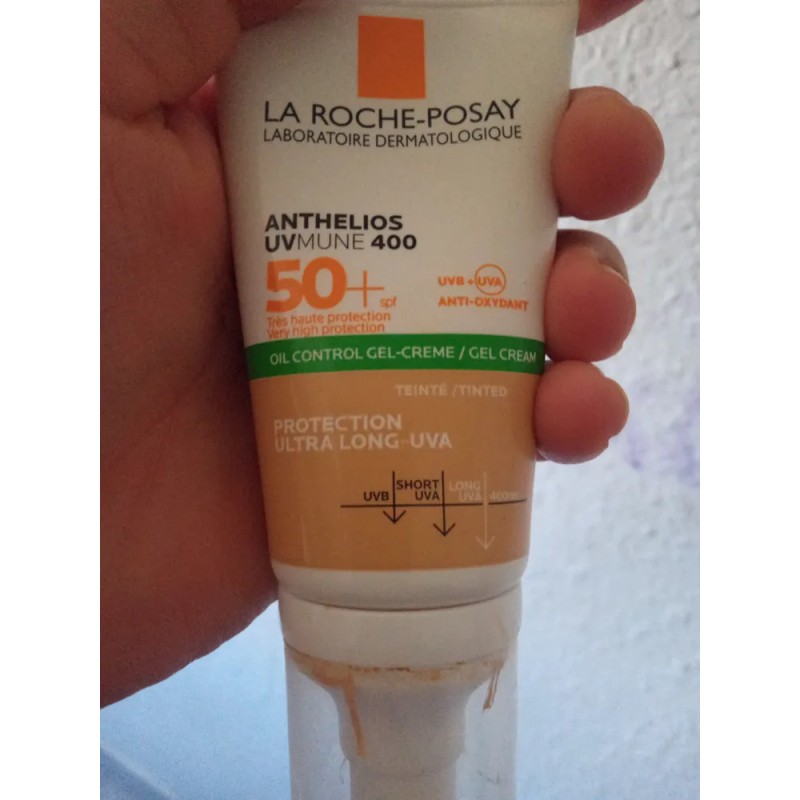 LA ROCHE-POSAY
LABORATOIRE DERMATOLOGIQUE
ANTHELIOS
UVMUNE 400
50+ spf
Très haute protection
Very high protection
UVB + UVA
ANTI-OXYDANT
OIL CONTROL GEL-CREME / GEL CREAM
TEINTÉ / TINTED
PROTECTION
ULTRA LONG-UVA
UVB
SHORT
UVA
LONG
UVA